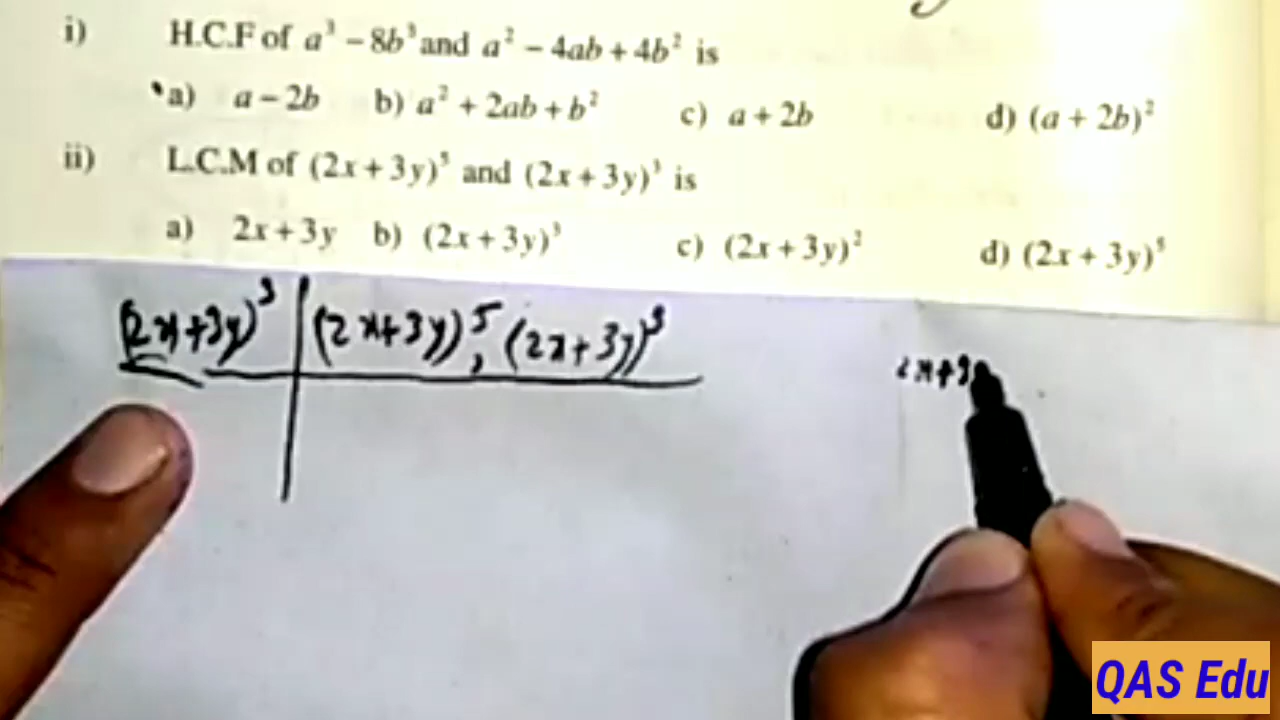 i) H.C.F of a³ – 8b³ and a² – 4ab + 4b² is
a) a – 2b b) a² + 2ab + b² c) a + 2b d) (a + 2b)²
ii) L.C.M of (2x + 3y)⁵ and (2x + 3y)³ is
a) 2x + 3y b) (2x + 3y)³ c) (2x + 3y)² d) (2x + 3y)⁵
(2x+3y)³ | (2x+3y)⁵, (2x+3y)³
2x+3
QAS Edu